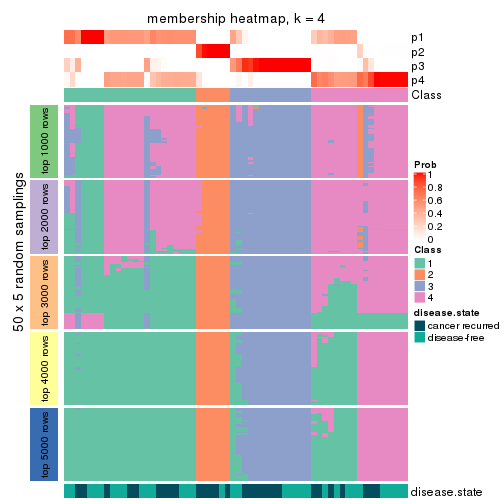 membership heatmap, k = 4
p1
p2
p3
p4
Class
50 x 5 random samplings
top 1000 rows
top 2000 rows
top 3000 rows
top 4000 rows
top 5000 rows
Prob
1
0.8
0.6
0.4
0.2
0
Class
1
2
3
4
disease.state
cancer recurred
disease-free
disease.state